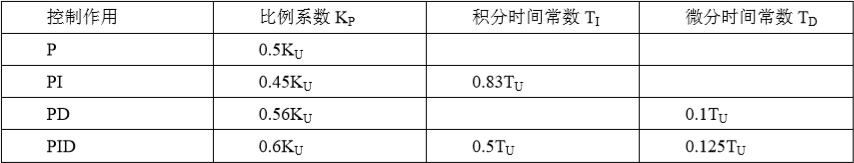 控制作用 比例系数 KP 积分时间常数 TI 微分时间常数 TD
P 0.5KU
PI 0.45KU 0.83TU
PD 0.56KU 0.1TU
PID 0.6KU 0.5TU 0.125TU